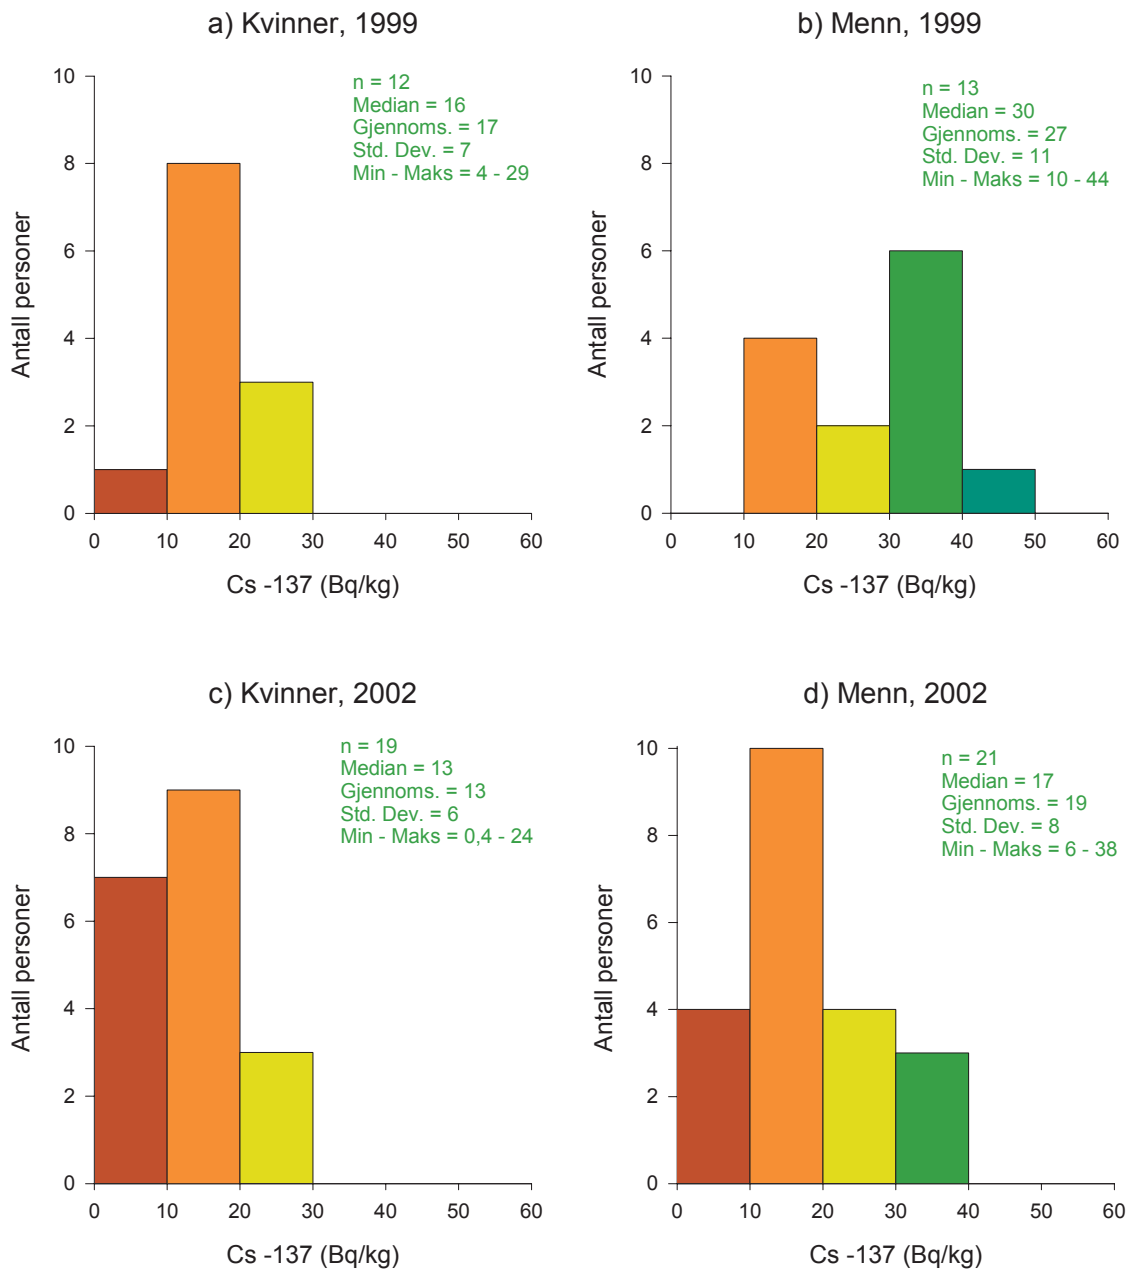 a) Kvinner, 1999
n = 12
Median = 16
Gjennoms. = 17
Std. Dev. = 7
Min - Maks = 4 - 29
Antall personer
10
8
6
4
2
0
0 10 20 30 40 50 60
Cs -137 (Bq/kg)
b) Menn, 1999
n = 13
Median = 30
Gjennoms. = 27
Std. Dev. = 11
Min - Maks = 10 - 44
Antall personer
10
8
6
4
2
0
0 10 20 30 40 50 60
Cs -137 (Bq/kg)
c) Kvinner, 2002
n = 19
Median = 13
Gjennoms. = 13
Std. Dev. = 6
Min - Maks = 0,4 - 24
Antall personer
10
8
6
4
2
0
0 10 20 30 40 50 60
Cs -137 (Bq/kg)
d) Menn, 2002
n = 21
Median = 17
Gjennoms. = 19
Std. Dev. = 8
Min - Maks = 6 - 38
Antall personer
10
8
6
4
2
0
0 10 20 30 40 50 60
Cs -137 (Bq/kg)